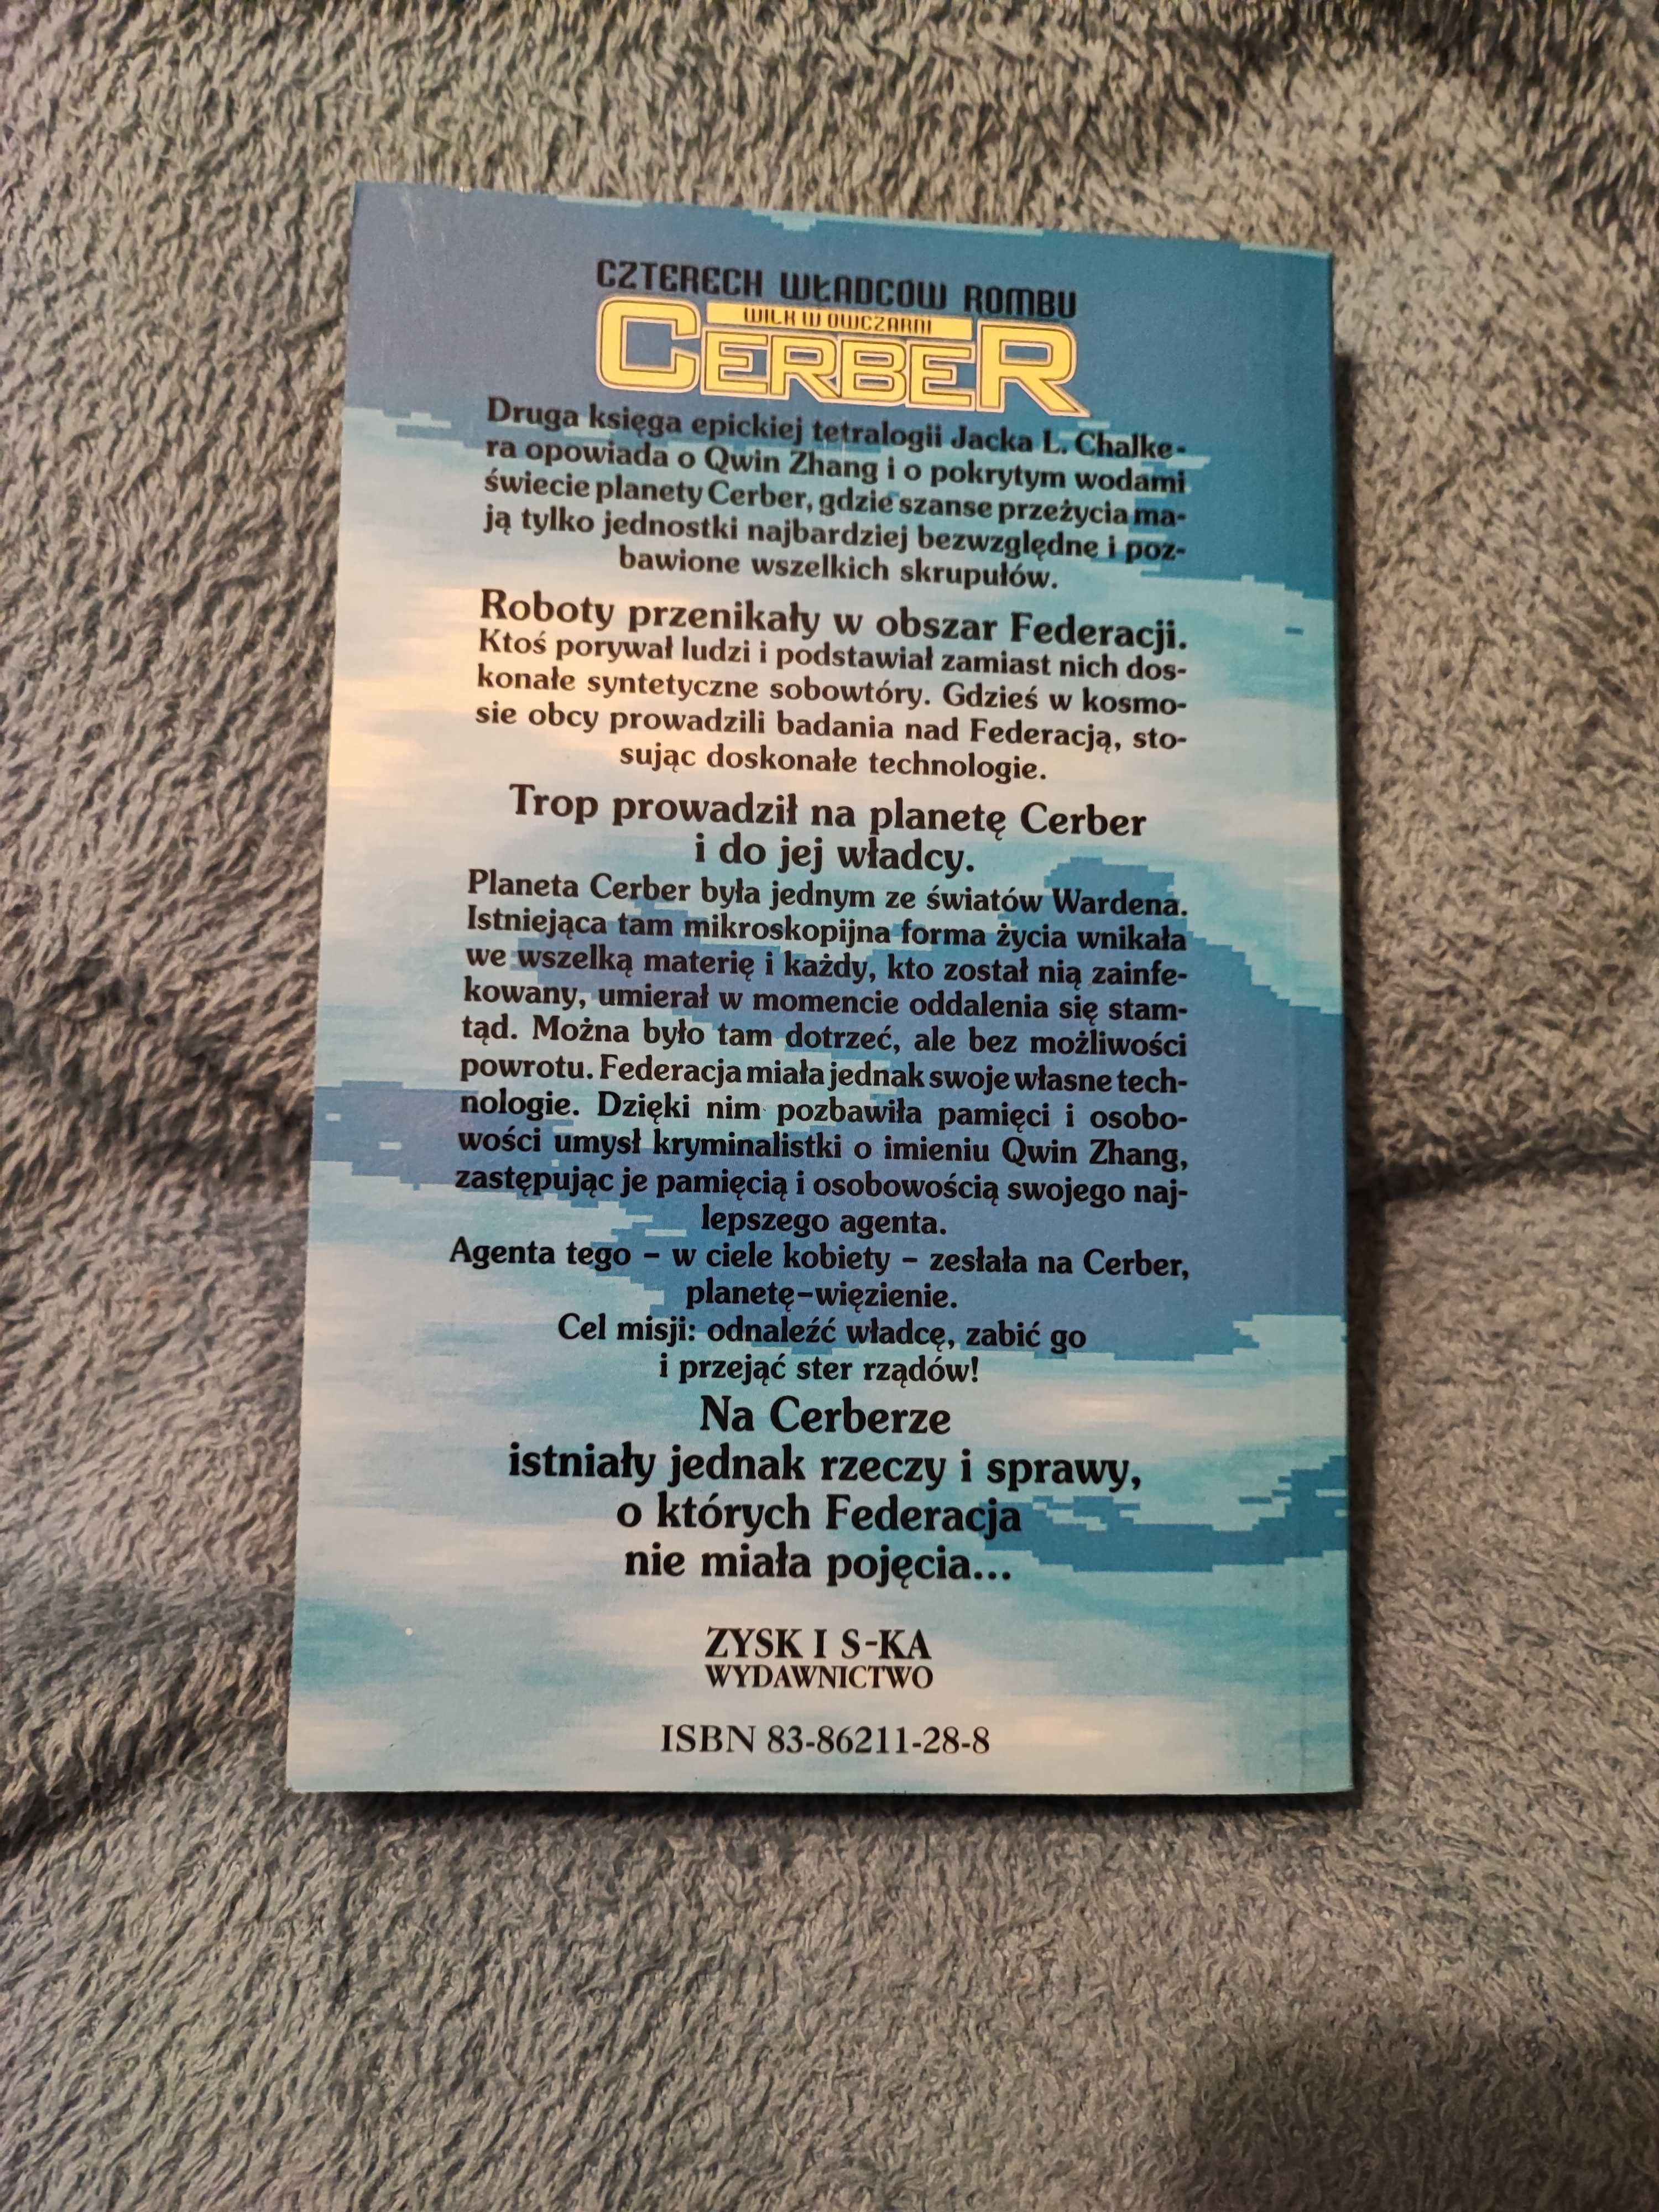 CZTERECH WŁADCÓW ROMBU
WILK W OWCZARNI
CERBER
Druga księga epickiej tetralogii Jacka L. Chalke-
ra opowiada o Qwin Zhang i o pokrytym wodami
świecie planety Cerber, gdzie szanse przeżycia ma-
ją tylko jednostki najbardziej bezwzględne i poz-
bawione wszelkich skrupułów.
Roboty przenikały w obszar Federacji.
Ktoś porywał ludzi i podstawiał zamiast nich dos-
konałe syntetyczne sobowtóry. Gdzieś w kosmo-
sie obcy prowadzili badania nad Federacją, sto-
sując doskonałe technologie.
Trop prowadził na planetę Cerber
i do jej władcy.
Planeta Cerber była jednym ze światów Wardena.
Istniejąca tam mikroskopijna forma życia wnikała
we wszelką materię i każdy, kto został nią zainfe-
kowany, umierał w momencie oddalenia się stam-
tąd. Można było tam dotrzeć, ale bez możliwości
powrotu. Federacja miała jednak swoje własne tech-
nologie. Dzięki nim pozbawiła pamięci i osobo-
wości umysł kryminalistki o imieniu Qwin Zhang,
zastępując je pamięcią i osobowością swojego naj-
lepszego agenta.
Agenta tego – w ciele kobiety – zesłała na Cerber,
planetę–więzienie.
Cel misji: odnaleźć władcę, zabić go
i przejąć ster rządów!
Na Cerberze
istniały jednak rzeczy i sprawy,
o których Federacja
nie miała pojęcia...
ZYSK I S-KA
WYDAWNICTWO
ISBN 83-86211-28-8